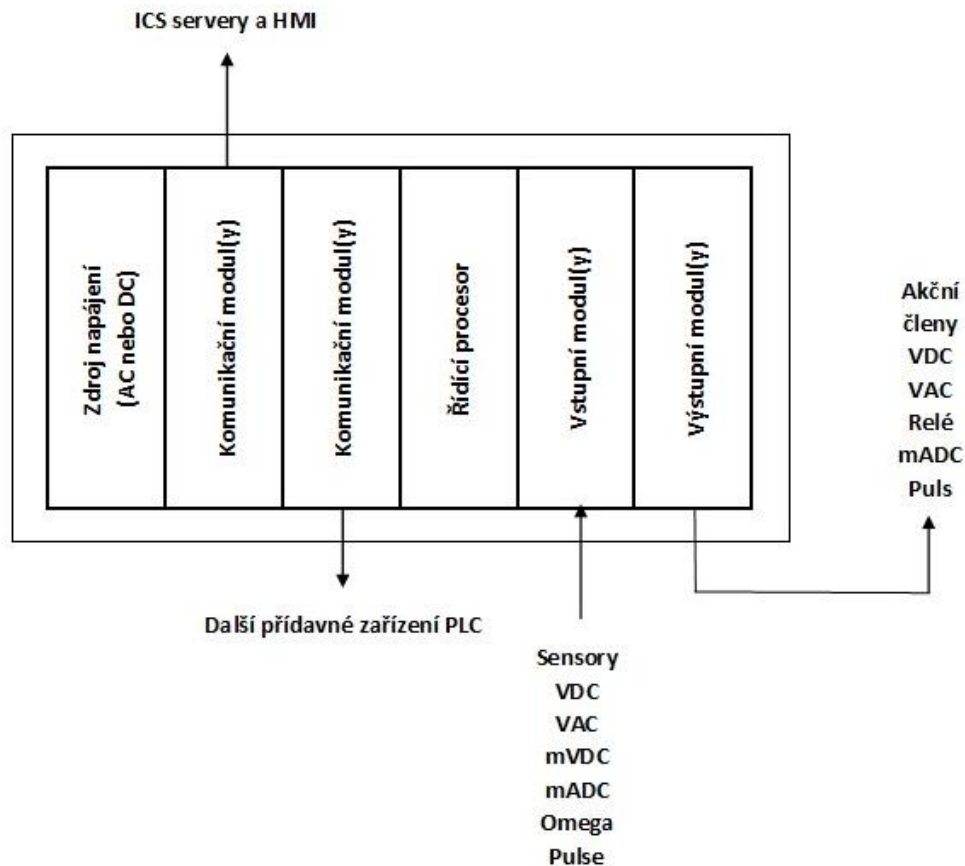 ICS servery a HMI
Zdroj napájení
(AC nebo DC)
Komunikační modul(y)
Komunikační modul(y)
Řídící procesor
Vstupní modul(y)
Výstupní modul(y)
Akční
členy
VDC
VAC
Relé
mADC
Puls
Další přídavné zařízení PLC
Sensory
VDC
VAC
mVDC
mADC
Omega
Pulse